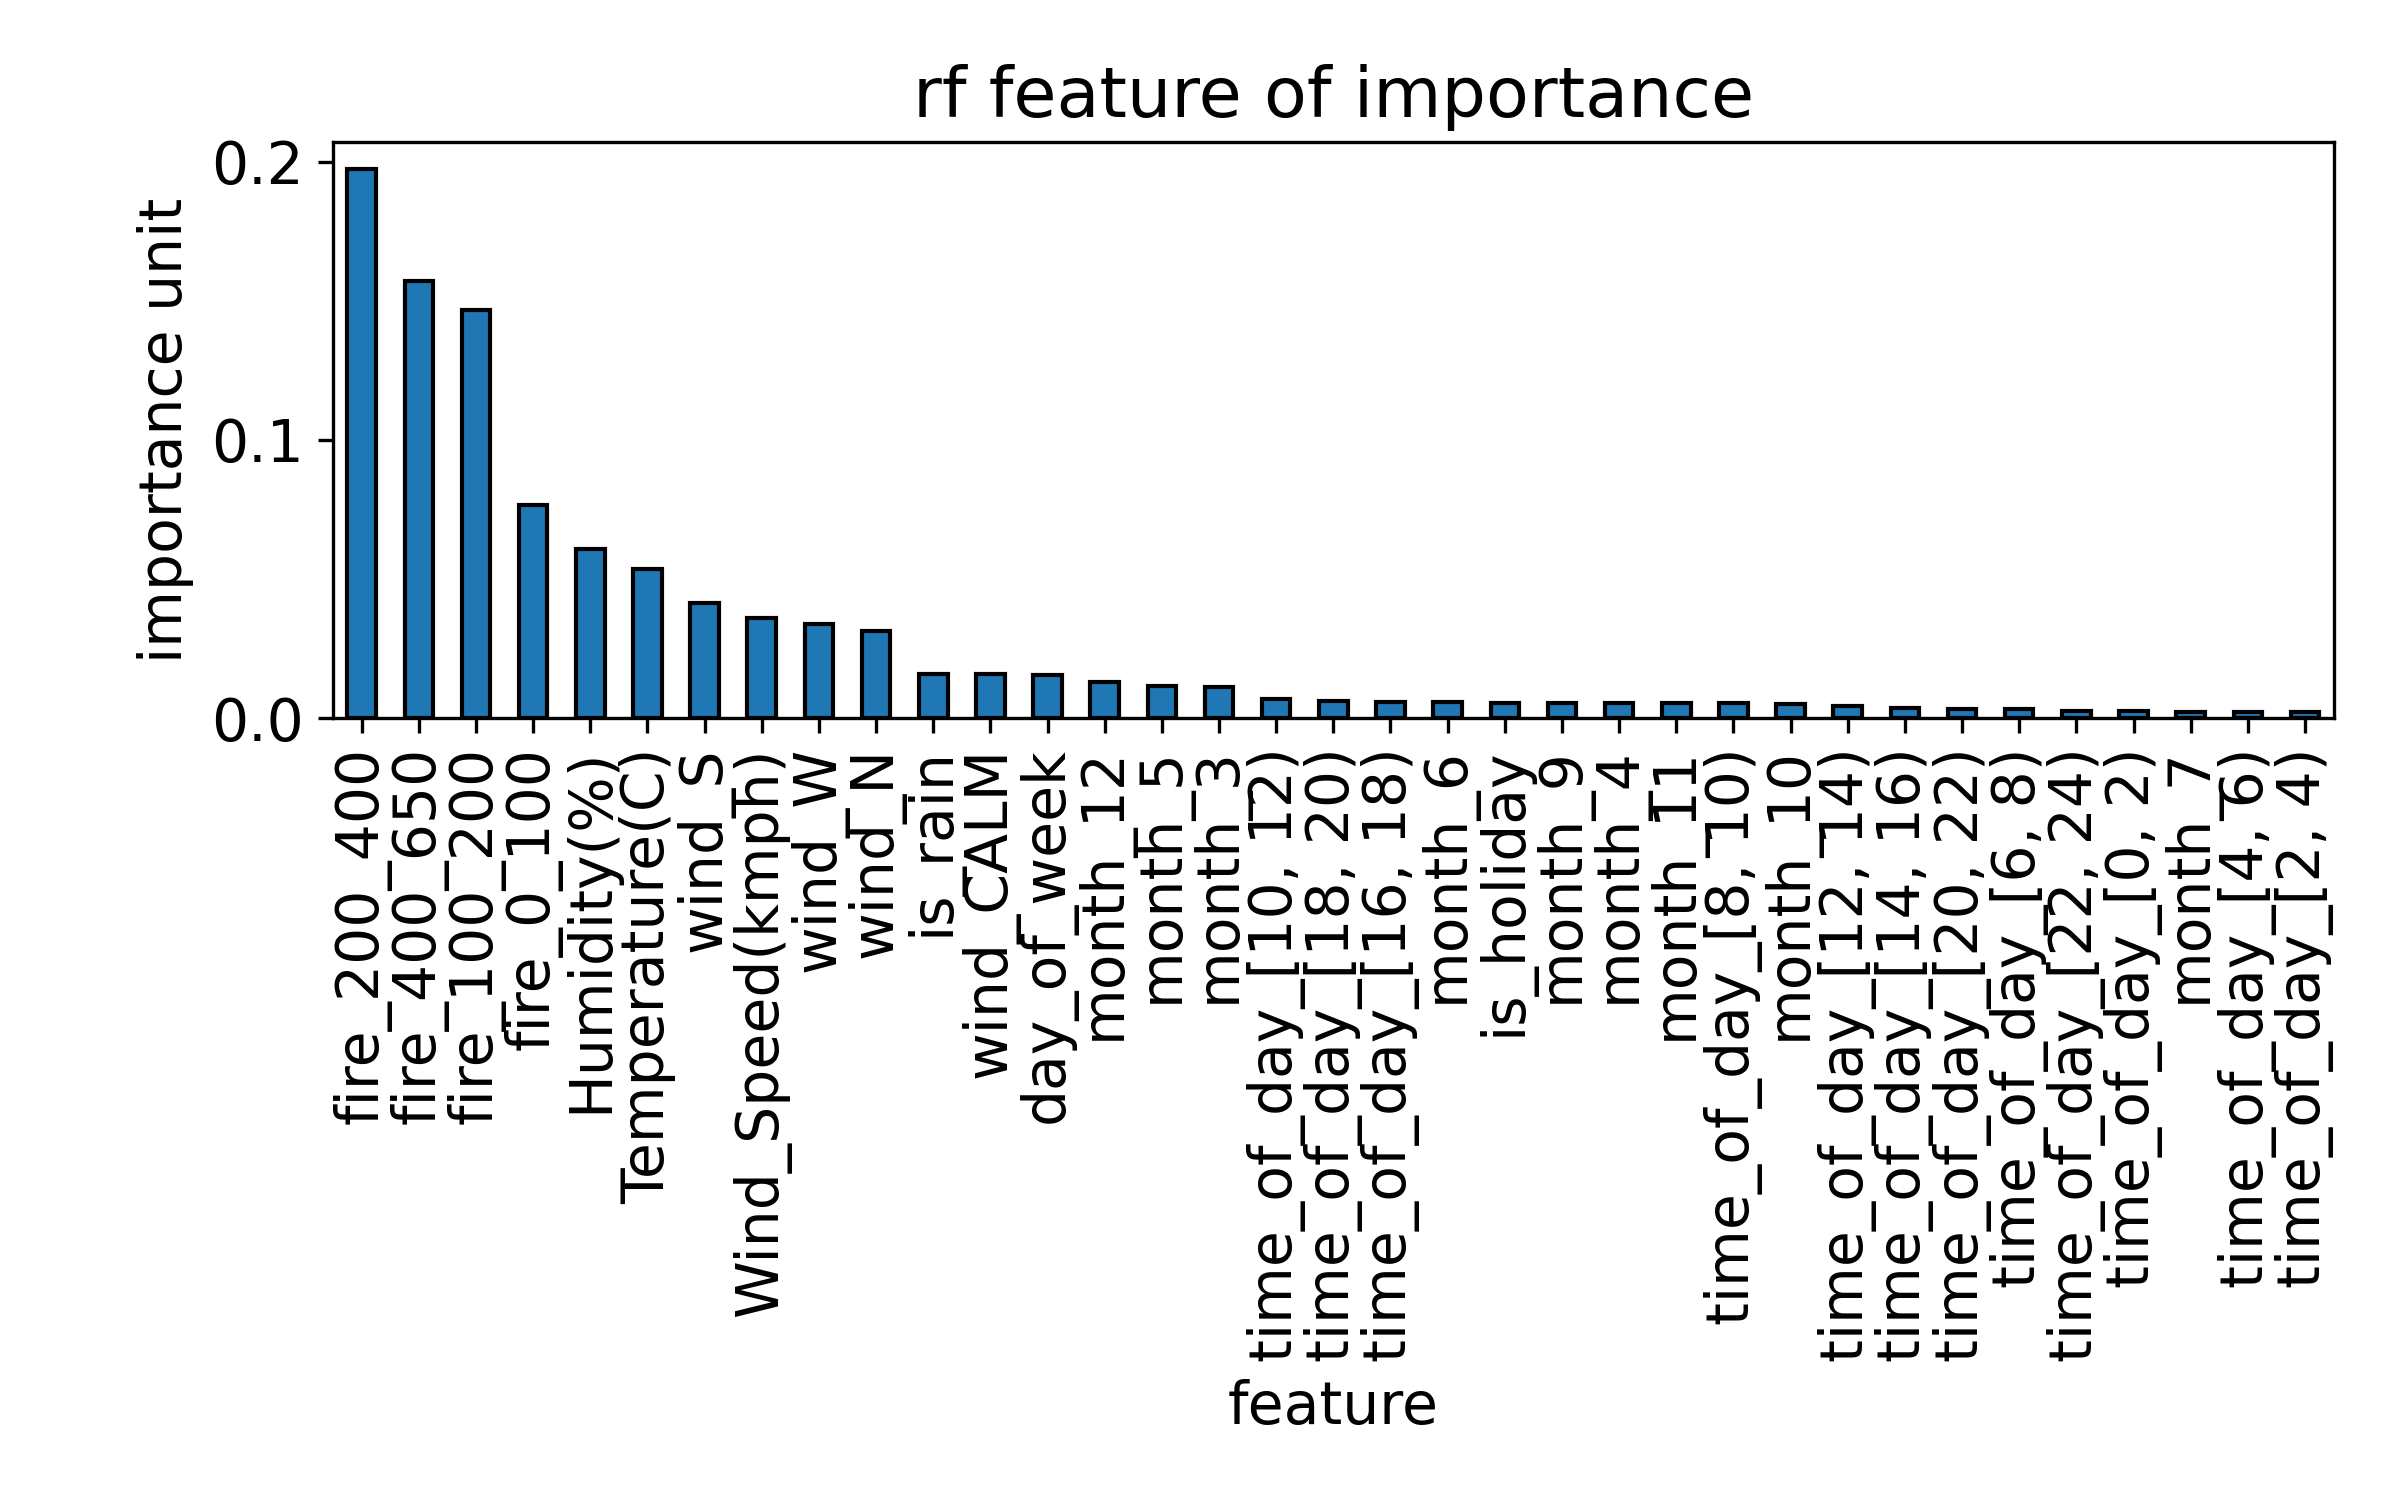 rf feature of importance
importance unit
0.2
0.1
0.0
fire_200_400
fire_400_650
fire_100_200
fire_0_100
Humidity(%)
Temperature(C)
wind_S
Wind_Speed(kmph)
wind_W
wind_N
is_rain
wind_CALM
day_of_week
month_12
month_5
month_3
time_of_day_[10, 12)
time_of_day_[18, 20)
time_of_day_[16, 18)
month_6
is_holiday
month_9
month_4
month_11
time_of_day_[8, 10)
month_10
time_of_day_[12, 14)
time_of_day_[14, 16)
time_of_day_[20, 22)
time_of_day_[6, 8)
time_of_day_[22, 24)
time_of_day_[0, 2)
month_7
time_of_day_[4, 6)
time_of_day_[2, 4)
feature